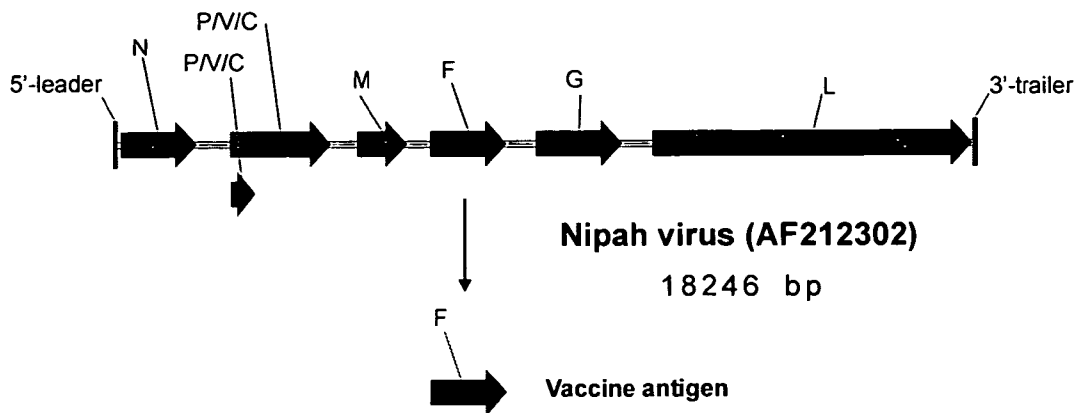 P/V/C
N
P/V/C
5'-leader
M
F
G
L
3'-trailer
Nipah virus (AF212302)
18246 bp
F
Vaccine antigen